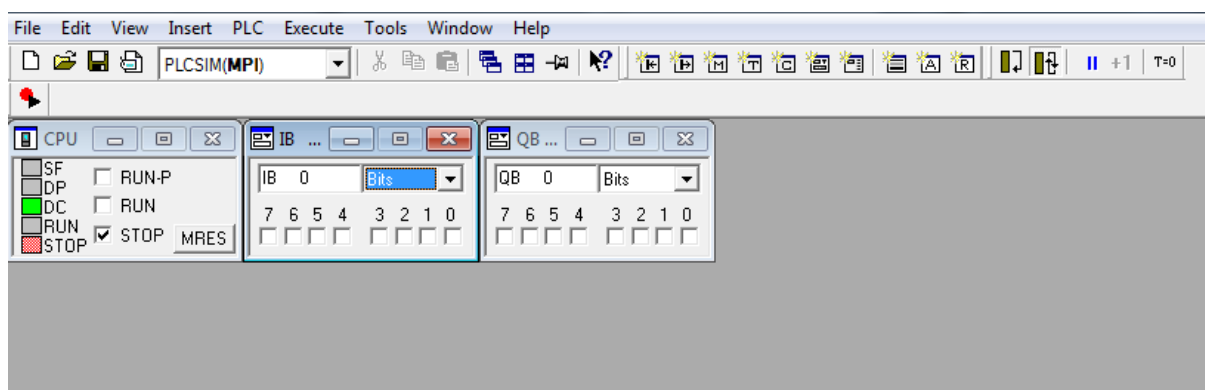 File Edit View Insert PLC Execute Tools Window Help
PLCSIM(MPI) +1 T=0
CPU IB ... QB ...
SF
DP
DC
RUN
STOP
RUN-P
RUN
STOP MRES
IB 0 Bits
7 6 5 4 3 2 1 0
QB 0 Bits
7 6 5 4 3 2 1 0